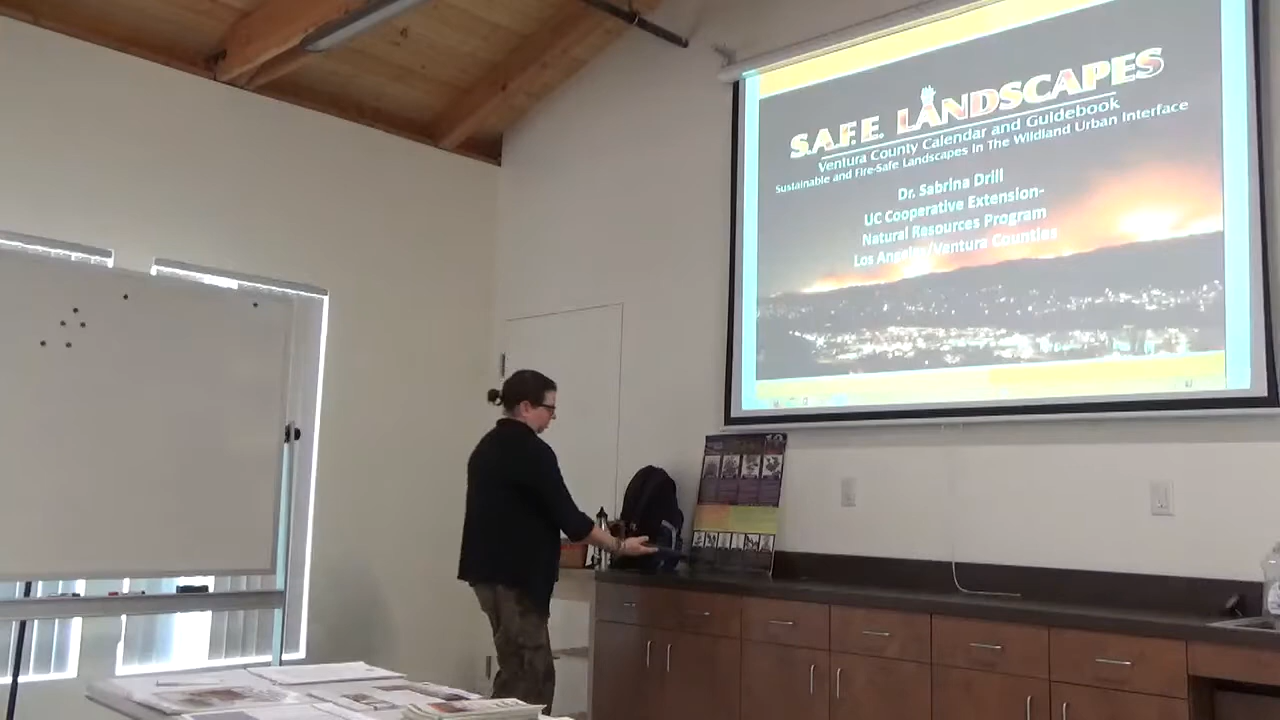 S.A.F.E. LANDSCAPES
Ventura County Calendar and Guidebook
Sustainable and Fire-Safe Landscapes In The Wildland Urban Interface
Dr. Sabrina Drill
UC Cooperative Extension-
Natural Resources Program
Los Angeles/Ventura Counties